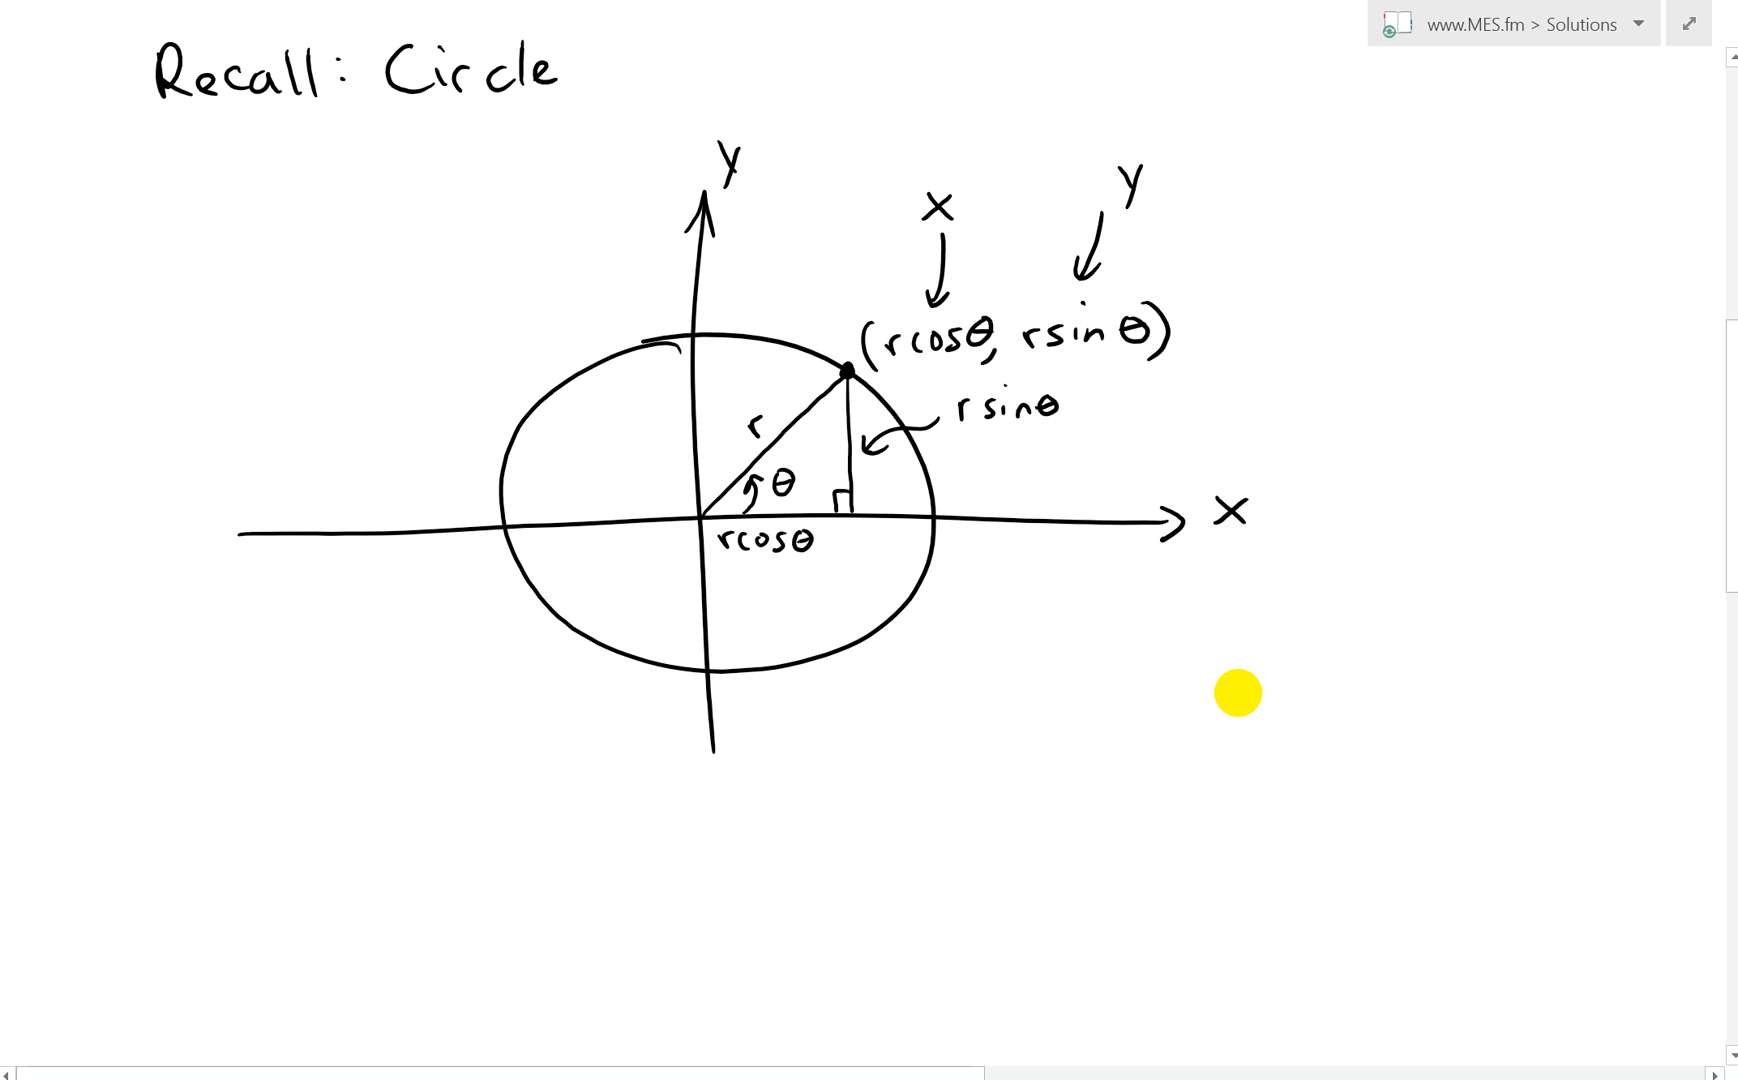 www.MES.fm > Solutions
Recall: Circle
y
x
y
(rcosθ, rsinθ)
rsinθ
r
θ
x
rcosθ